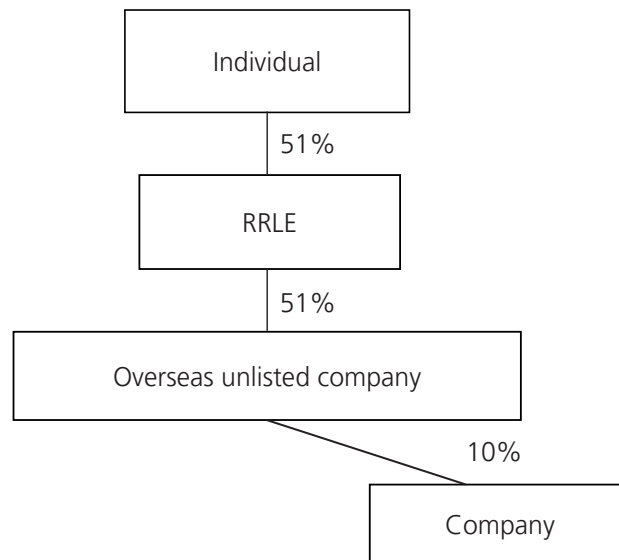 Individual
51%
RRLE
51%
Overseas unlisted company
10%
Company